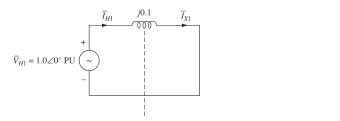 Ī_H1 j0.1 Ī_X1
+
V̄_H1 = 1.0∠0° PU ~
−